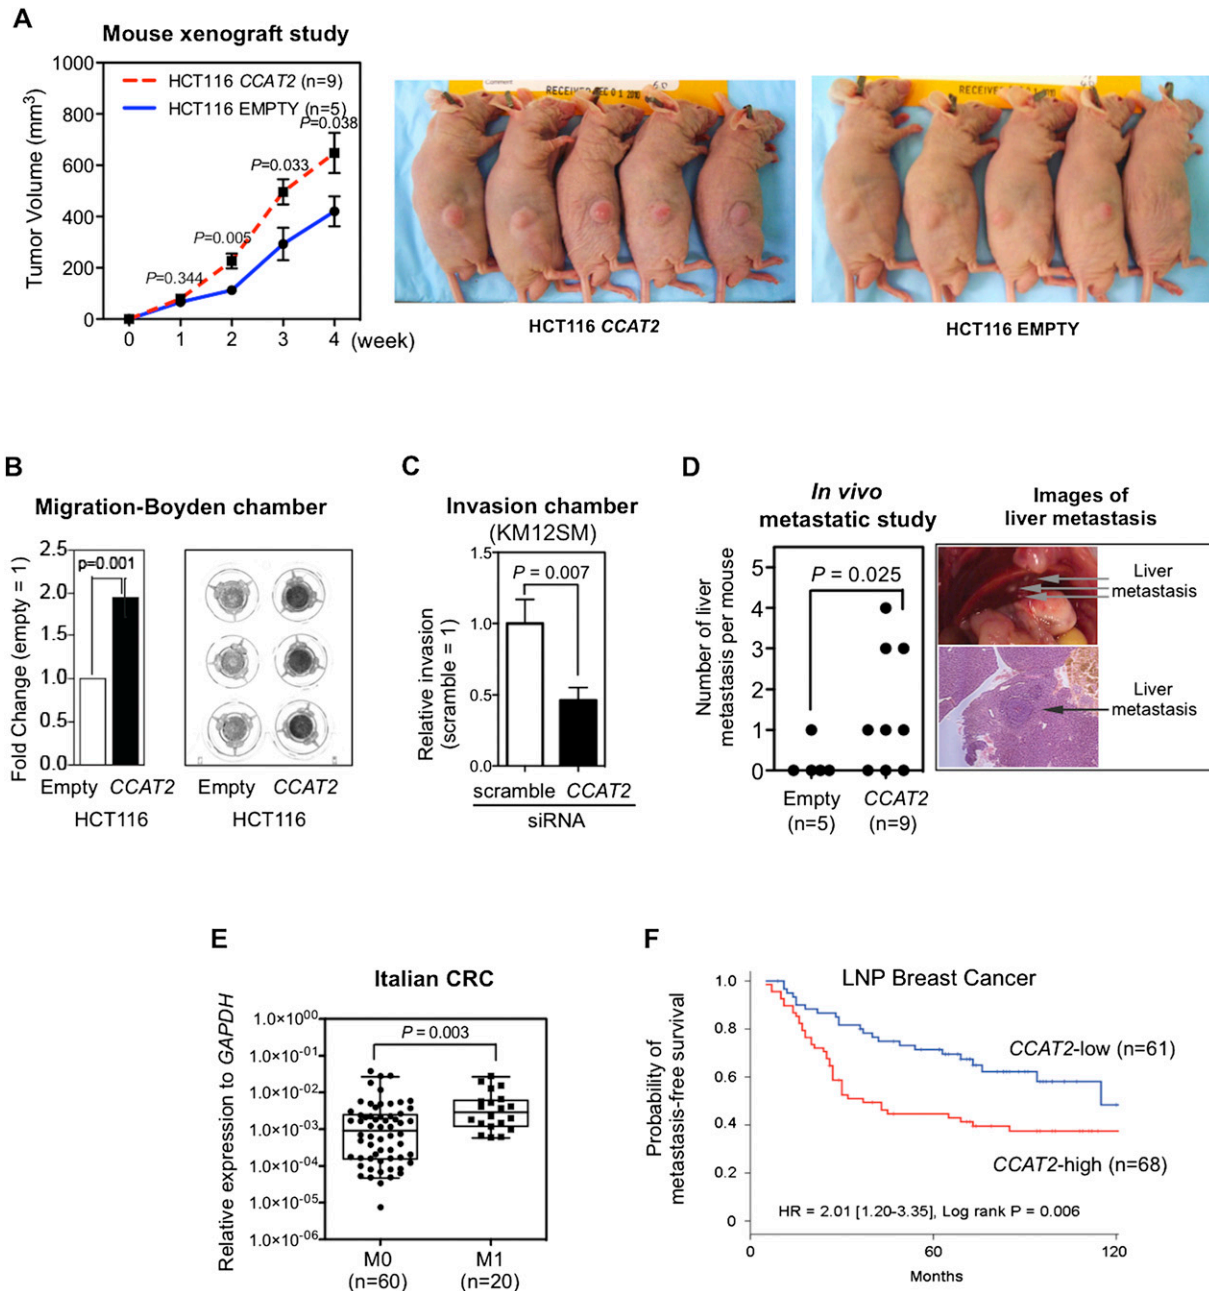 A
Mouse xenograft study
Tumor Volume (mm³)
1000
800
600
400
200
0
HCT116 CCAT2 (n=9)
HCT116 EMPTY (n=5)
P=0.038
P=0.033
P=0.005
P=0.344
0 1 2 3 4 (week)
Comment
RECEIVED DEC 0 1 2010
HCT116 CCAT2
HCT116 EMPTY
B
Migration-Boyden chamber
Fold Change (empty = 1)
2.5
2.0
1.5
1.0
0.5
0.0
p=0.001
Empty CCAT2
HCT116
Empty CCAT2
HCT116
C
Invasion chamber
(KM12SM)
Relative invasion
(scramble = 1)
1.5
1.0
0.5
0.0
P = 0.007
scramble CCAT2
siRNA
D
In vivo
metastatic study
Number of liver
metastasis per mouse
5
4
3
2
1
0
P = 0.025
Empty
(n=5)
CCAT2
(n=9)
Images of
liver metastasis
Liver
metastasis
Liver
metastasis
E
Italian CRC
Relative expression to GAPDH
1.0×10+00
1.0×10-01
1.0×10-02
1.0×10-03
1.0×10-04
1.0×10-05
1.0×10-06
P = 0.003
M0
(n=60)
M1
(n=20)
F
LNP Breast Cancer
Probability of
metastasis-free survival
1.0
0.8
0.6
0.4
0.2
0
CCAT2-low (n=61)
CCAT2-high (n=68)
HR = 2.01 [1.20-3.35], Log rank P = 0.006
0 60 120
Months